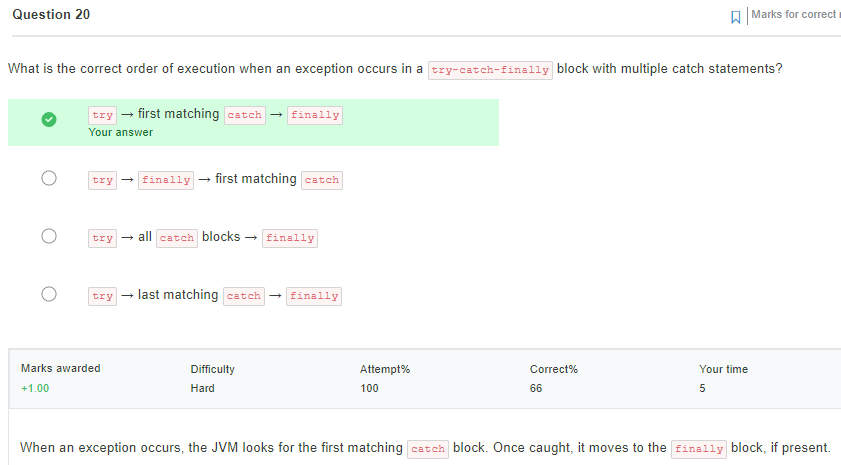 Question 20
Marks for correct
What is the correct order of execution when an exception occurs in a try-catch-finally block with multiple catch statements?
try → first matching catch → finally
Your answer
try → finally → first matching catch
try → all catch blocks → finally
try → last matching catch → finally
Marks awarded Difficulty Attempt% Correct% Your time
+1.00 Hard 100 66 5
When an exception occurs, the JVM looks for the first matching catch block. Once caught, it moves to the finally block, if present.